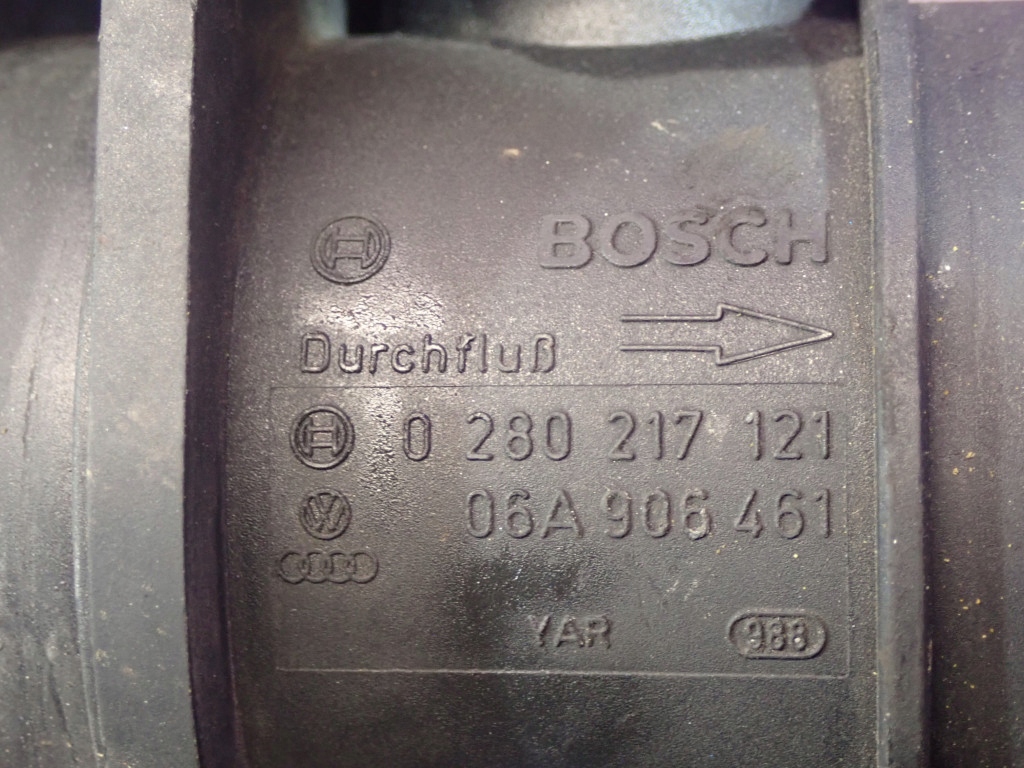 BOSCH
Durchfluß
0 280 217 121
06A 906 461
YAR 988